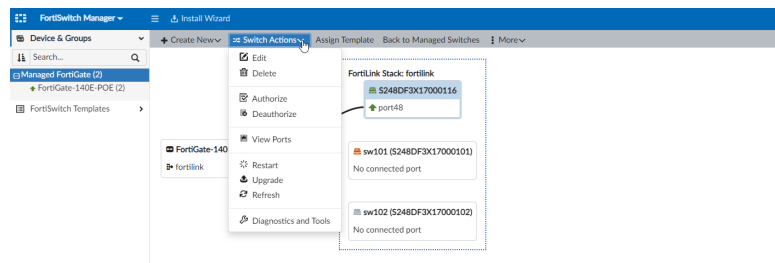 FortiSwitch Manager
Install Wizard
Device & Groups
Create New
Switch Actions
Assign Template
Back to Managed Switches
More
Search...
Managed FortiGate (2)
FortiGate-140E-POE (2)
FortiSwitch Templates
Edit
Delete
Authorize
Deauthorize
View Ports
Restart
Upgrade
Refresh
Diagnostics and Tools
FortiGate-140
fortilink
FortiLink Stack: fortilink
S248DF3X17000116
port48
sw101 (S248DF3X17000101)
No connected port
sw102 (S248DF3X17000102)
No connected port